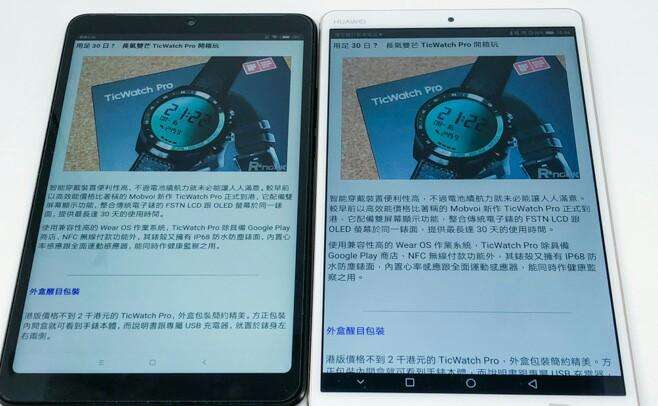 用足 30 日？ 長氣雙芒 TicWatch Pro 開箱玩
TicWatch Pro
21:22
智能穿戴裝置便利性高，不過電池續航力就未必能讓人人滿意。較早前
以高效能價格比著稱的 Mobvoi 新作 TicWatch Pro 正式到港，它配備雙
屏幕顯示功能，整合傳統電子錶的 FSTN LCD 跟 OLED 螢幕於同一錶
面，提供最長達 30 天的使用時間。
使用兼容性高的 Wear OS 作業系統，TicWatch Pro 除具備 Google Play
商店、NFC 無線付款功能外，其錶殼又擁有 IP68 防水防塵錶面，內置心
率感應跟全面運動感應器，能同時作健康監察之用。
外盒醒目包裝
港版價格不到 2 千港元的 TicWatch Pro，外盒包裝簡約精美。方正包裝
內開盒就可看到手錶本體，而說明書跟專屬 USB 充電器，就置於錶身左
右兩側。
HUAWEI
用足 30 日？ 長氣雙芒 TicWatch Pro 開箱玩
TicWatch Pro
21:22
智能穿戴裝置便利性高，不過電池續航力就未必能讓人人滿意。
較早前以高效能價格比著稱的 Mobvoi 新作 TicWatch Pro 正式到
港，它配備雙屏幕顯示功能，整合傳統電子錶的 FSTN LCD 跟
OLED 螢幕於同一錶面，提供最長達 30 天的使用時間。
使用兼容性高的 Wear OS 作業系統，TicWatch Pro 除具備
Google Play 商店、NFC 無線付款功能外，其錶殼又擁有 IP68 防
水防塵錶面，內置心率感應跟全面運動感應器，能同時作健康監
察之用。
外盒醒目包裝
港版價格不到 2 千港元的 TicWatch Pro，外盒包裝簡約精美。方
正包裝內開盒就可看到手錶本體，而說明書跟專屬 USB 充電器，